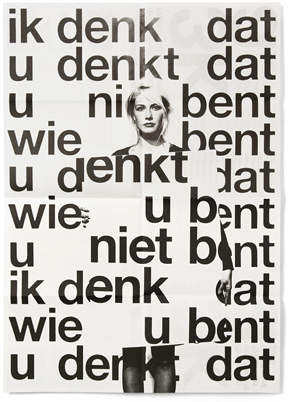 ik denk dat
u denkt dat
u nie bent
wie bent
u denkt dat
wie u bent
u niet bent
ik denk dat
wie u bent
u denkt dat